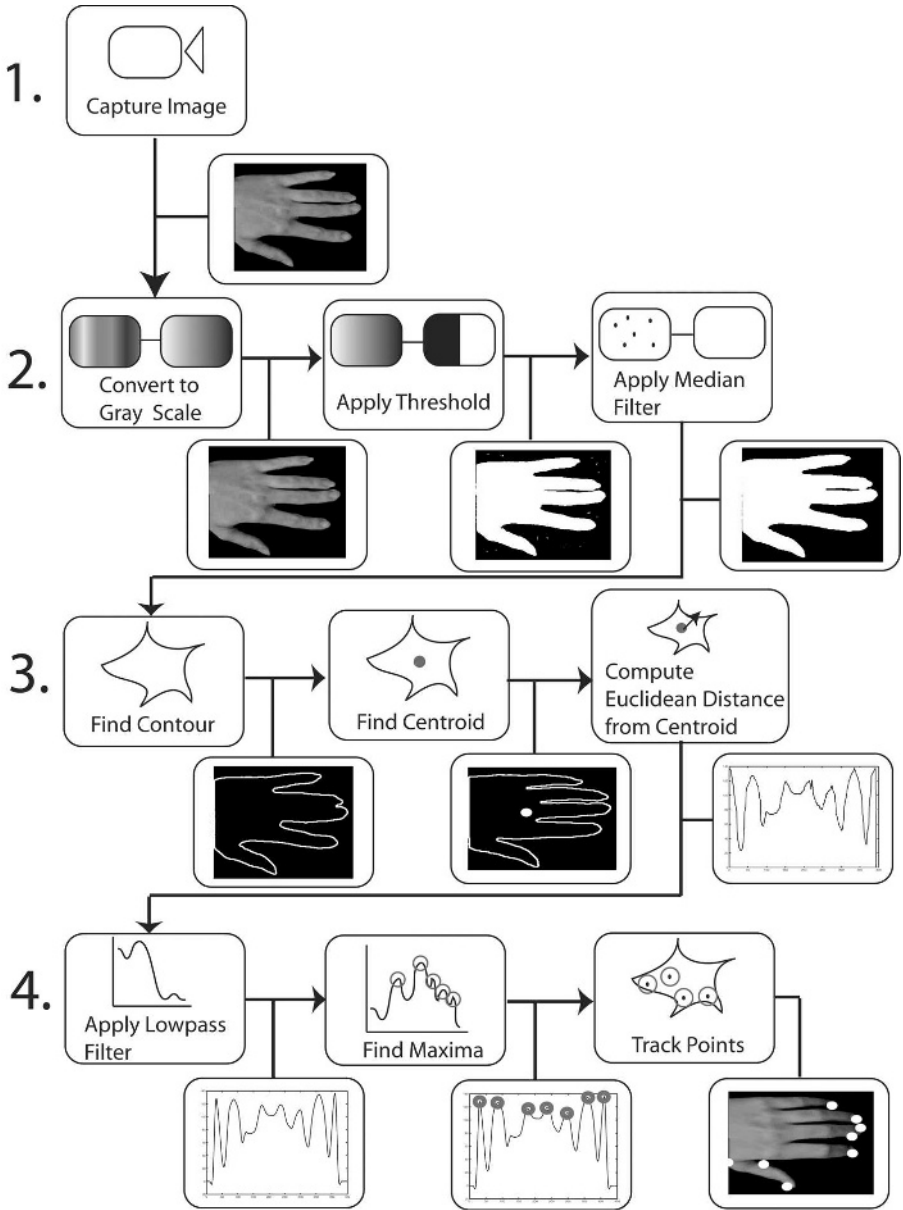 1.
Capture Image
2.
Convert to
Gray Scale
Apply Threshold
Apply Median
Filter
3.
Find Contour
Find Centroid
Compute
Euclidean Distance
from Centroid
4.
Apply Lowpass
Filter
Find Maxima
Track Points